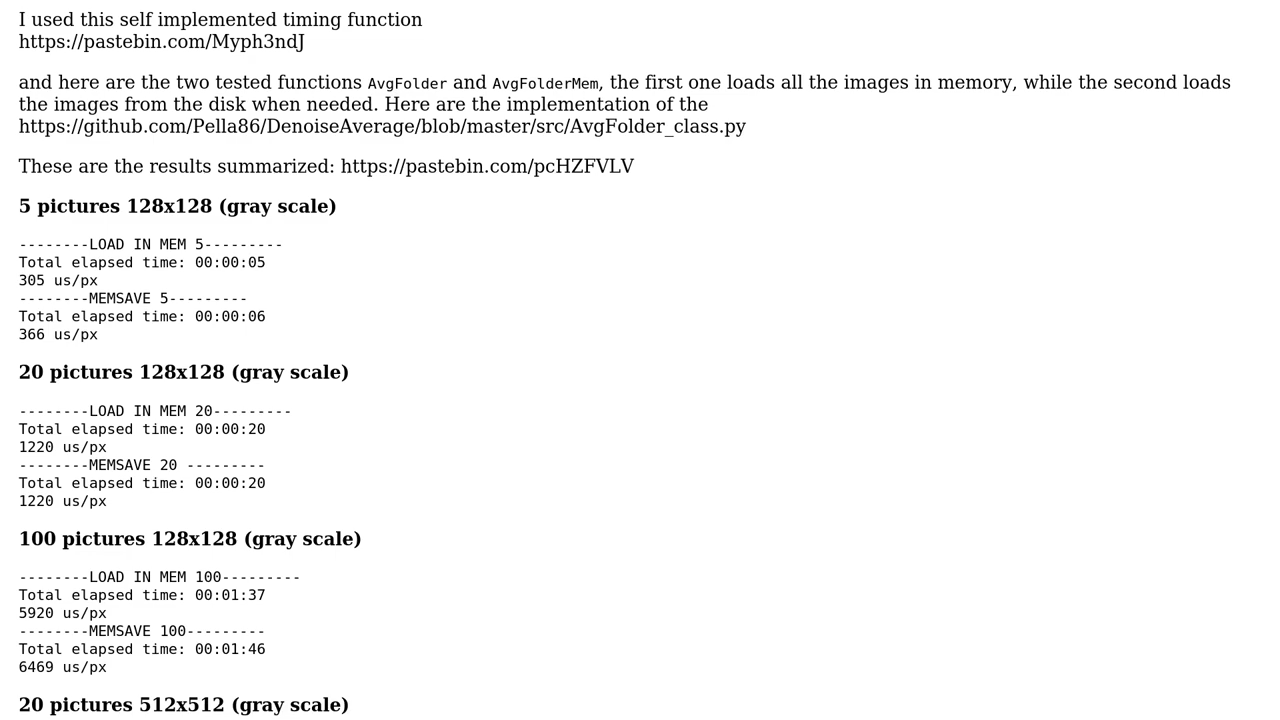 I used this self implemented timing function
https://pastebin.com/Myph3ndJ
and here are the two tested functions AvgFolder and AvgFolderMem, the first one loads all the images in memory, while the second loads
the images from the disk when needed. Here are the implementation of the
https://github.com/Pella86/DenoiseAverage/blob/master/src/AvgFolder_class.py
These are the results summarized: https://pastebin.com/pcHZFVLV
5 pictures 128x128 (gray scale)
--------LOAD IN MEM 5---------
Total elapsed time: 00:00:05
305 us/px
--------MEMSAVE 5---------
Total elapsed time: 00:00:06
366 us/px
20 pictures 128x128 (gray scale)
--------LOAD IN MEM 20---------
Total elapsed time: 00:00:20
1220 us/px
--------MEMSAVE 20 ---------
Total elapsed time: 00:00:20
1220 us/px
100 pictures 128x128 (gray scale)
--------LOAD IN MEM 100---------
Total elapsed time: 00:01:37
5920 us/px
--------MEMSAVE 100---------
Total elapsed time: 00:01:46
6469 us/px
20 pictures 512x512 (gray scale)